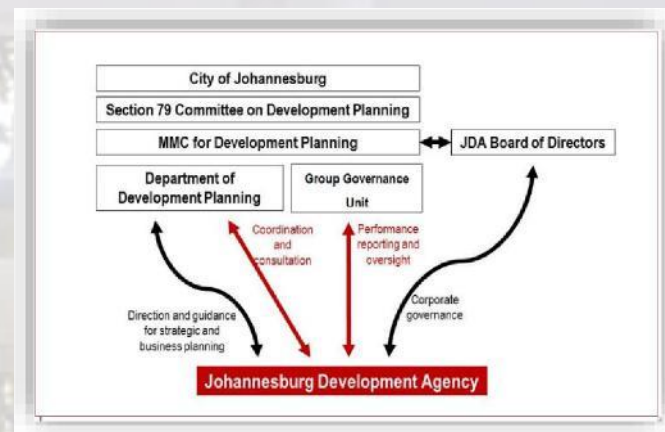 City of Johannesburg
Section 79 Committee on Development Planning
MMC for Development Planning
JDA Board of Directors
Department of
Development Planning
Group Governance
Unit
Coordination
and
consultation
Performance
reporting and
oversight
Direction and guidance
for strategic and
business planning
Corporate
governance
Johannesburg Development Agency